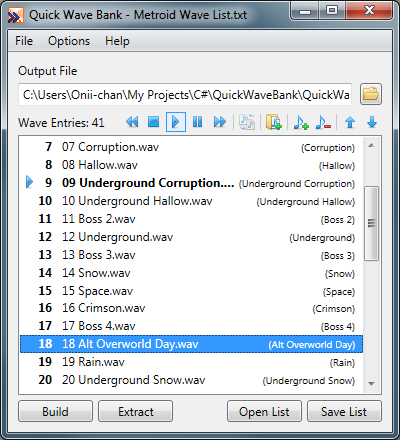 Quick Wave Bank - Metroid Wave List.txt
File Options Help
Output File
C:\Users\Onii-chan\My Projects\C#\QuickWaveBank\QuickWa
Wave Entries: 41
7 07 Corruption.wav (Corruption)
8 08 Hallow.wav (Hallow)
9 09 Underground Corruption.... (Underground Corruption)
10 10 Underground Hallow.wav (Underground Hallow)
11 11 Boss 2.wav (Boss 2)
12 12 Underground.wav (Underground)
13 13 Boss 3.wav (Boss 3)
14 14 Snow.wav (Snow)
15 15 Space.wav (Space)
16 16 Crimson.wav (Crimson)
17 17 Boss 4.wav (Boss 4)
18 18 Alt Overworld Day.wav (Alt Overworld Day)
19 19 Rain.wav (Rain)
20 20 Underground Snow.wav (Underground Snow)
Build Extract Open List Save List